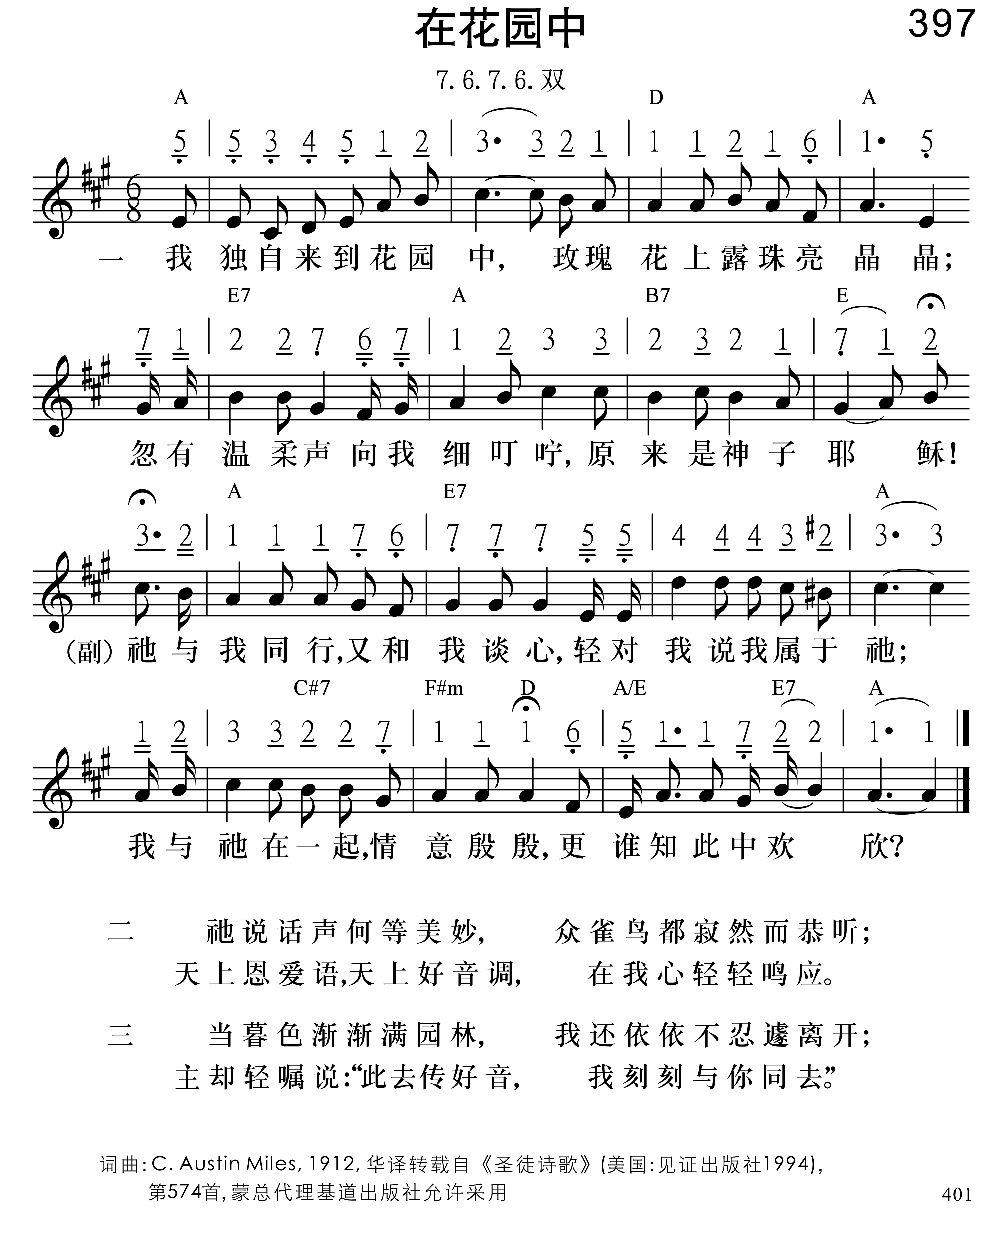 在花园中 397
7.6.7.6.双
A D A
5 | 5 3 4 5 1 2 | 3• 3 2 1 | 1 1 2 1 6 | 1• 5
6
8
一 我 独自来到花园 中, 玫瑰 花上露珠亮 晶 晶;
E7 A B7 E
7 1 | 2 2 7 6 7 | 1 2 3 3 | 2 3 2 1 | 7 1 2
忽有 温柔声向我 细叮咛,原 来是神子 耶 稣!
A E7 A
3• 2 | 1 1 1 7 6 | 7 7 7 5 5 | 4 4 4 3 #2 | 3• 3
(副) 祂与 我同行,又和 我谈心,轻对 我说我属于 祂;
C#7 F#m D A/E E7 A
1 2 | 3 3 2 2 7 | 1 1 1 6 | 5 1• 1 7 2 2 | 1• 1
我与 祂在一起,情 意殷殷,更 谁知此中欢 欣?
二 祂说话声何等美妙, 众雀鸟都寂然而恭听;
天上恩爱语,天上好音调, 在我心轻轻鸣应。
三 当暮色渐渐满园林, 我还依依不忍遽离开;
主却轻嘱说:“此去传好音, 我刻刻与你同去”。
词曲:C. Austin Miles, 1912, 华译转载自《圣徒诗歌》(美国:见证出版社1994),
第574首,蒙总代理基道出版社允许采用
401